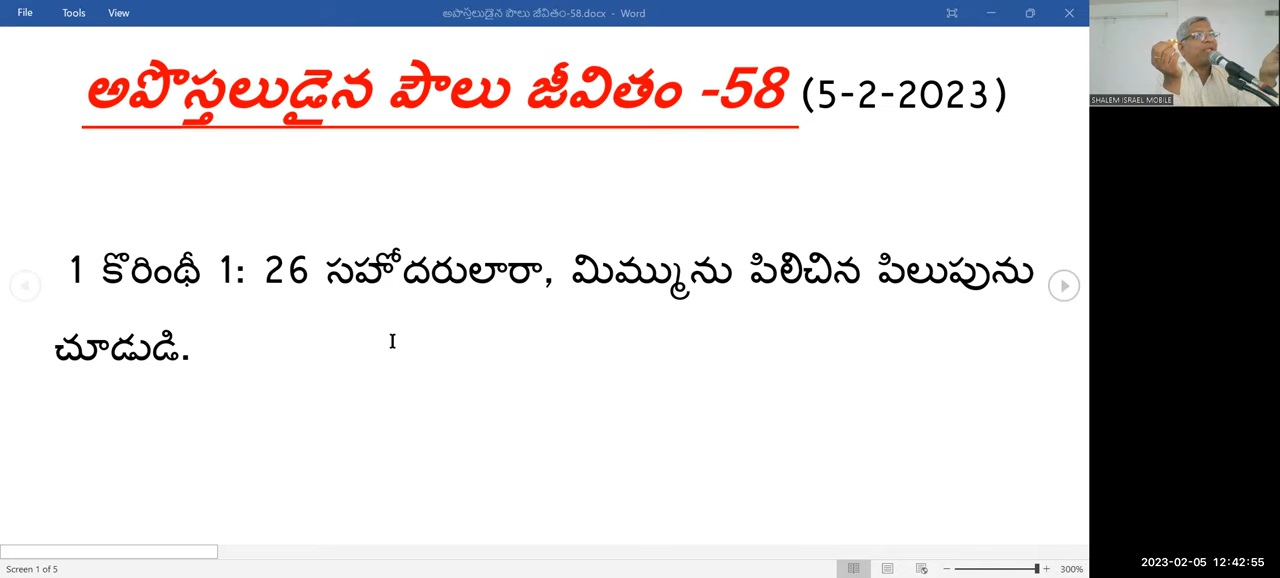 File Tools View అపొస్తలుడైన పౌలు జీవితం-58.docx - Word
SHALEM ISRAEL MOBILE
అపొస్తలుడైన పౌలు జీవితం -58 (5-2-2023)
1 కొరింథీ 1: 26 సహోదరులారా, మిమ్మును పిలిచిన పిలుపును
చూడుడి.
2023-02-05 12:42:55
Screen 1 of 5 300%